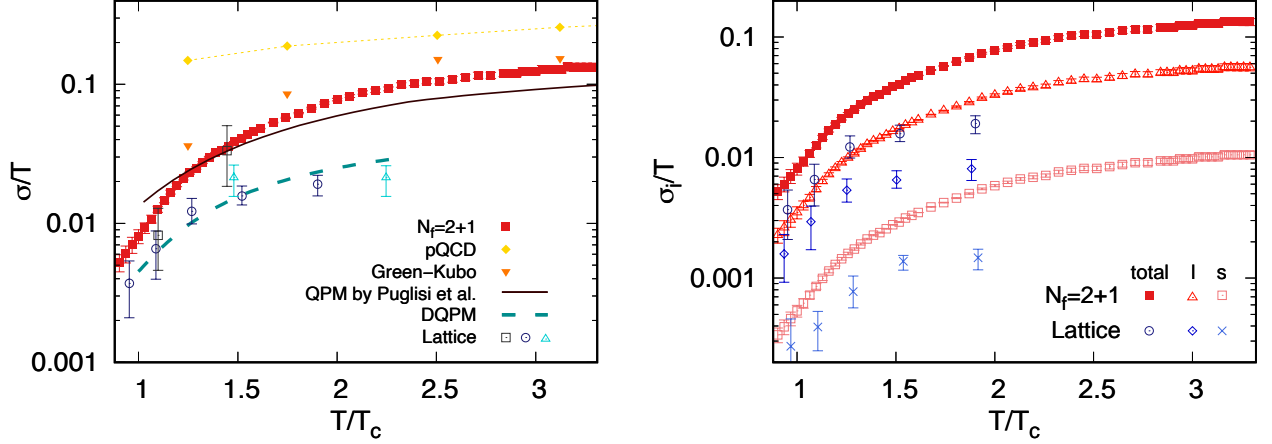 0.1
0.01
0.001
σ/T
1 1.5 2 2.5 3
T/T_c
N_f=2+1
pQCD
Green−Kubo
QPM by Puglisi et al.
DQPM
Lattice
0.1
0.01
0.001
σ_i/T
1 1.5 2 2.5 3
T/T_c
total l s
N_f=2+1
Lattice